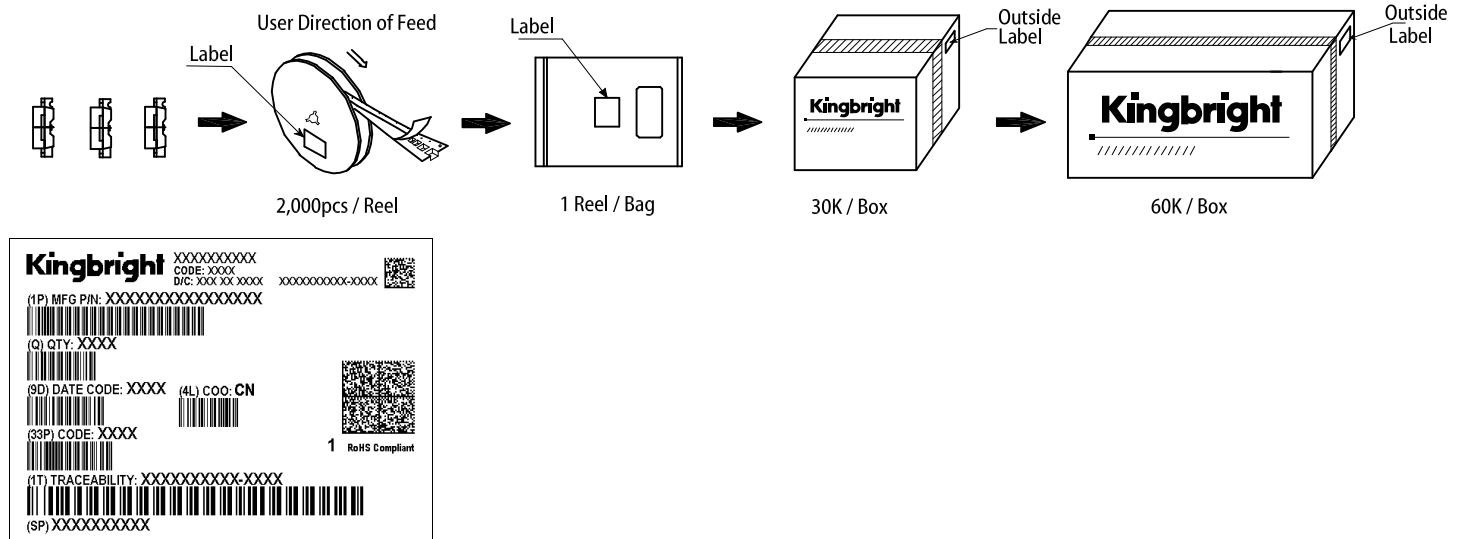 User Direction of Feed
Label
Label
Outside
Label
Outside
Label
Kingbright
Kingbright
2,000pcs / Reel
1 Reel / Bag
30K / Box
60K / Box
Kingbright XXXXXXXXXX
CODE: XXXX
D/C: XXX XX XXXX XXXXXXXXXX-XXXX
(1P) MFG P/N: XXXXXXXXXXXXXXXX
(Q) QTY: XXXX
(9D) DATE CODE: XXXX (4L) COO: CN
(33P) CODE: XXXX
1 RoHS Compliant
(1T) TRACEABILITY: XXXXXXXXXX-XXXX
(SP) XXXXXXXXXX